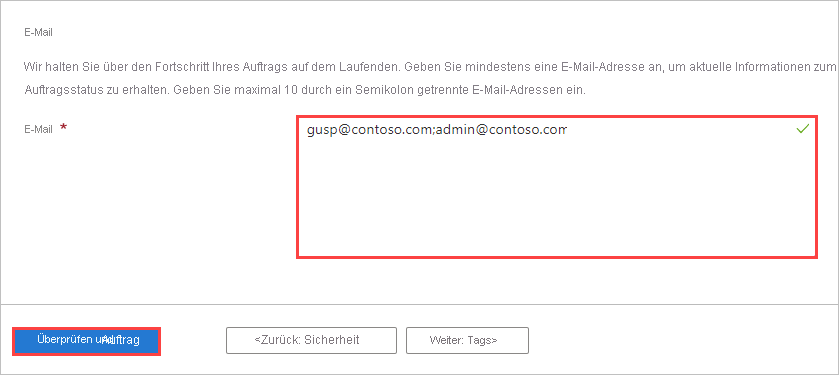 E-Mail
Wir halten Sie über den Fortschritt Ihres Auftrags auf dem Laufenden. Geben Sie mindestens eine E-Mail-Adresse an, um aktuelle Informationen zum
Auftragsstatus zu erhalten. Geben Sie maximal 10 durch ein Semikolon getrennte E-Mail-Adressen ein.
E-Mail *
gusp@contoso.com;admin@contoso.com
Überprüfen und Auftrag
<Zurück: Sicherheit
Weiter: Tags>